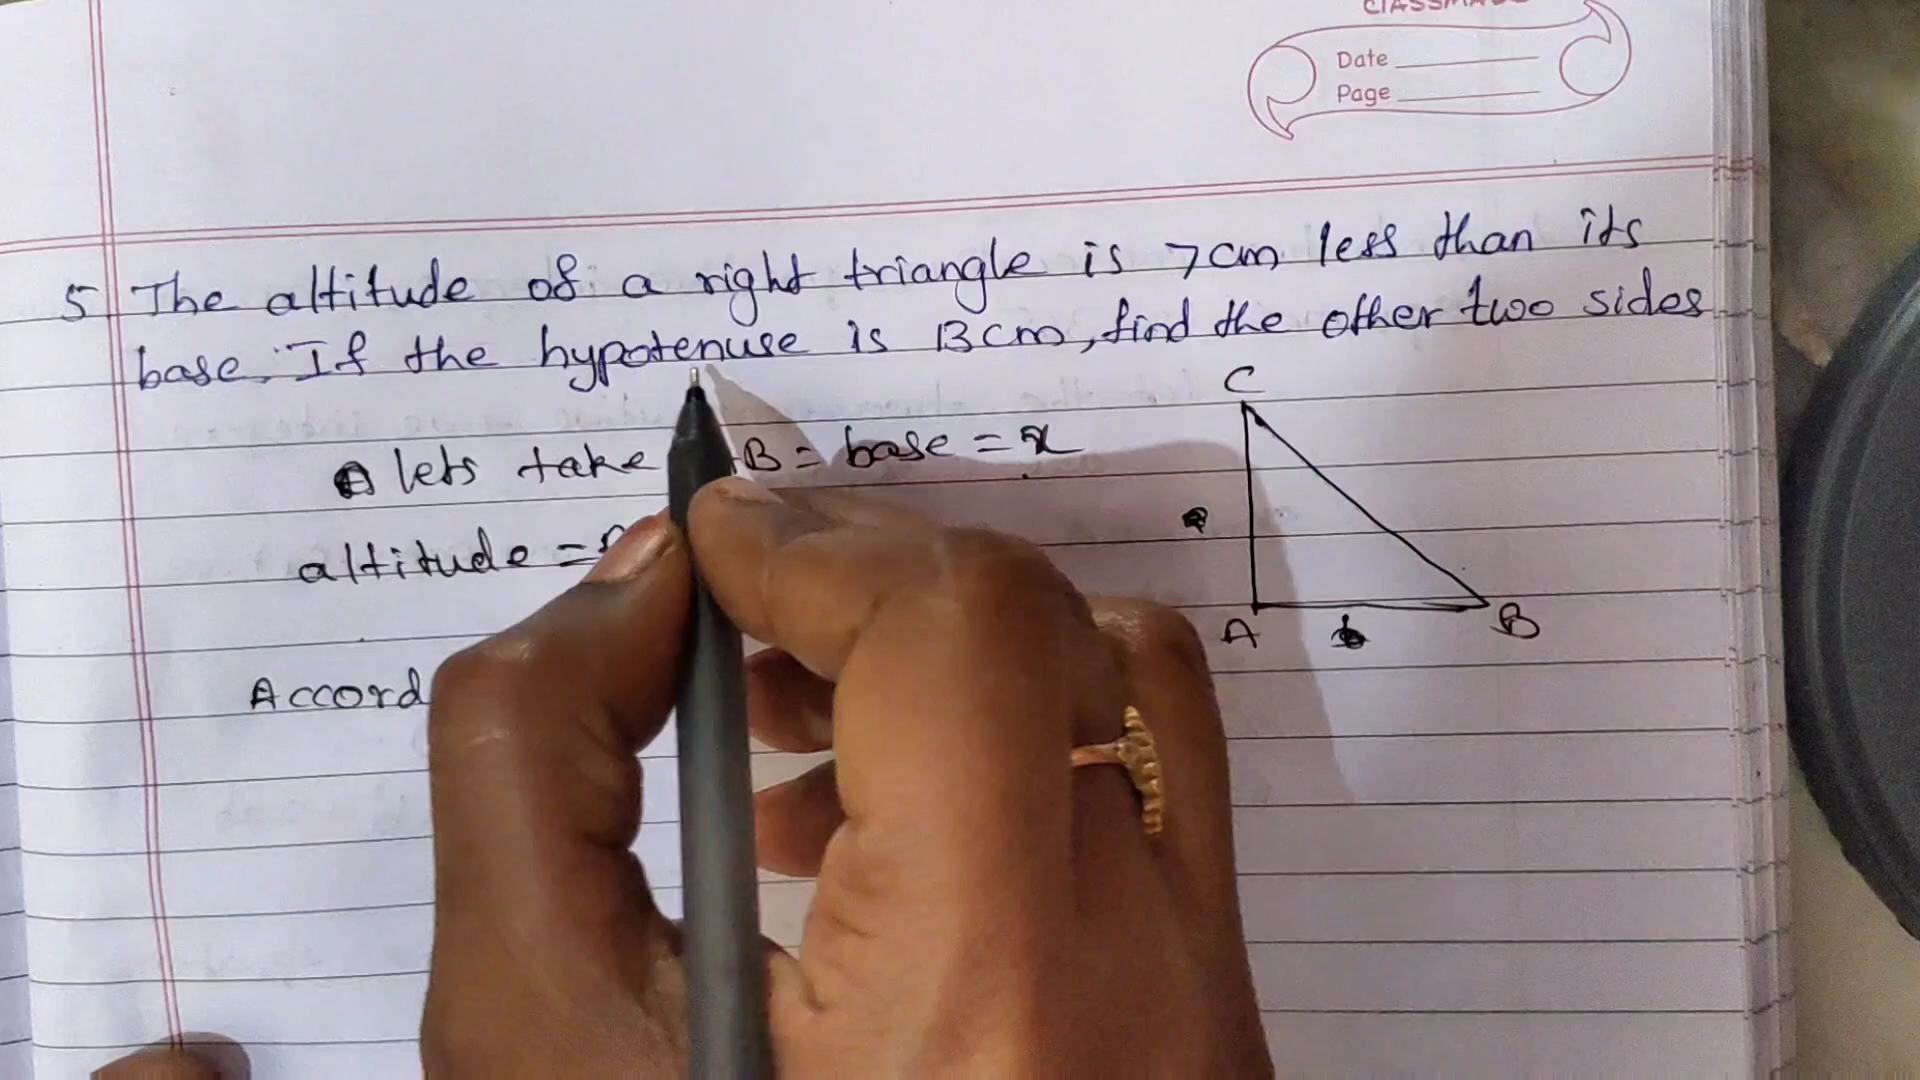 Date
Page
5 The altitude of a right triangle is 7cm less than its
base. If the hypotenuse is 13cm, find the other two sides
C
lets take B = base = x
altitude =
A b B
Accord